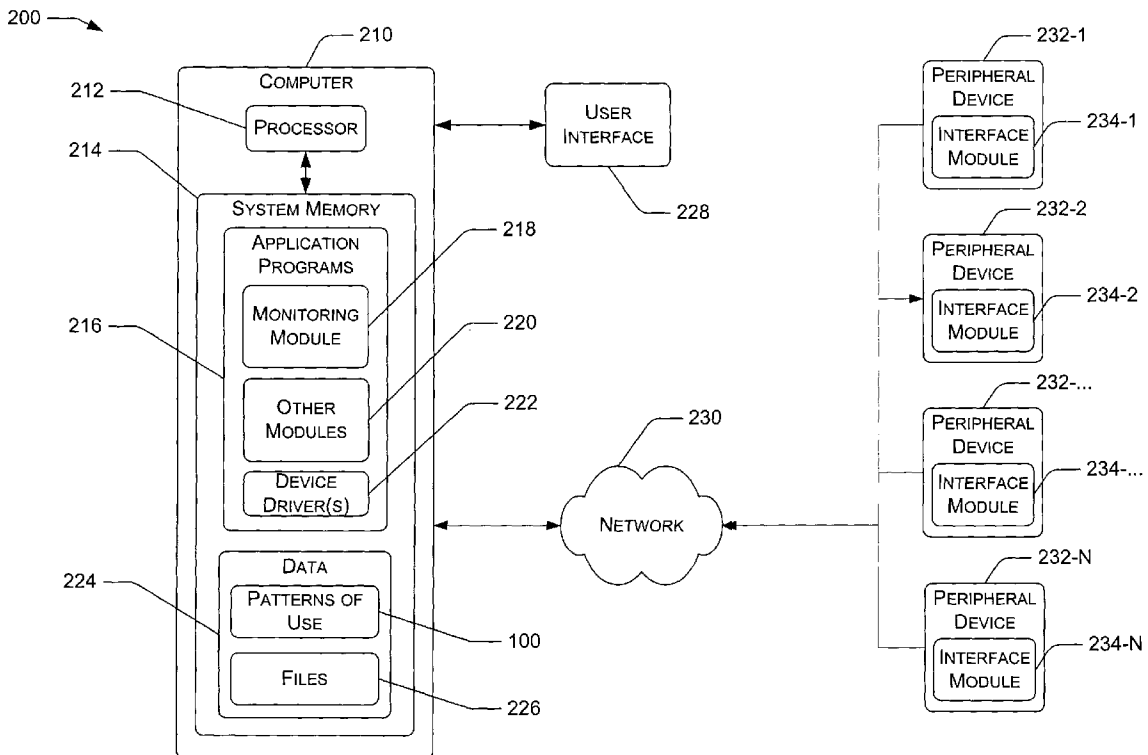 200
210
COMPUTER
212
PROCESSOR
214
SYSTEM MEMORY
APPLICATION
PROGRAMS
218
MONITORING
MODULE
216
220
OTHER
MODULES
222
DEVICE
DRIVER(S)
DATA
224
PATTERNS OF
USE
100
FILES
226
USER
INTERFACE
228
230
NETWORK
232-1
PERIPHERAL
DEVICE
234-1
INTERFACE
MODULE
232-2
PERIPHERAL
DEVICE
234-2
INTERFACE
MODULE
232-...
PERIPHERAL
DEVICE
INTERFACE
MODULE
234-...
232-N
PERIPHERAL
DEVICE
234-N
INTERFACE
MODULE